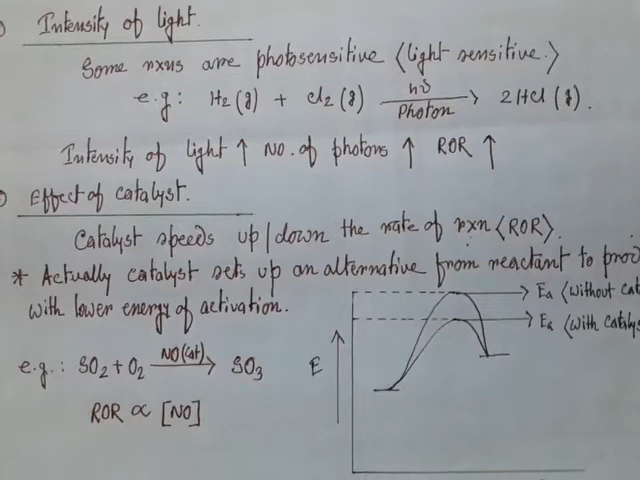 Intensity of light.
Some rxns are photosensitive (light sensitive.)
e.g: H₂(g) + Cl₂(g) hν Photon → 2HCl(g).
Intensity of light ↑ No. of photons ↑ ROR ↑
Effect of catalyst.
Catalyst speeds up/down the rate of rxn (ROR).
* Actually catalyst sets up an alternative from reactant to prod
with lower energy of activation.
Ea (without cat
Ea (with catalys
e.g.: SO₂ + O₂ NO(cat) → SO₃
E
ROR ∝ [NO]